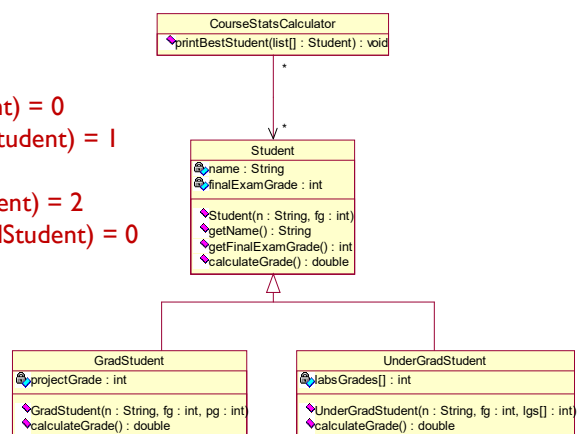 CourseStatsCalculator
printBestStudent(list[] : Student) : void
*
nt) = 0
tudent) = 1
*
Student
name : String
finalExamGrade : int
ent) = 2
Student(n : String, fg : int)
dStudent) = 0
getName() : String
getFinalExamGrade() : int
calculateGrade() : double
GradStudent
projectGrade : int
GradStudent(n : String, fg : int, pg : int)
calculateGrade() : double
UnderGradStudent
labsGrades[] : int
UnderGradStudent(n : String, fg : int, lgs[] : int)
calculateGrade() : double